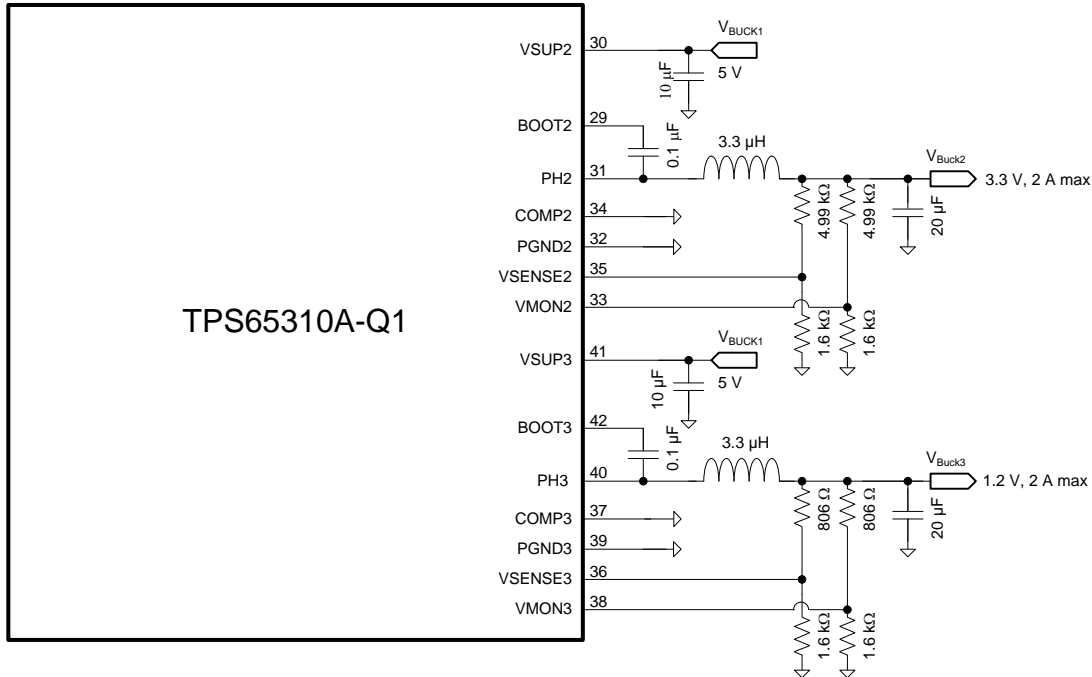 TPS65310A-Q1
VSUP2
30
V_BUCK1
5 V
10 µF
BOOT2
29
0.1 µF
3.3 µH
PH2
31
V_Buck2
3.3 V, 2 A max
4.99 kΩ
4.99 kΩ
20 µF
COMP2
34
PGND2
32
VSENSE2
35
VMON2
33
1.6 kΩ
1.6 kΩ
VSUP3
41
V_BUCK1
5 V
10 µF
BOOT3
42
0.1 µF
3.3 µH
PH3
40
V_Buck3
1.2 V, 2 A max
806 Ω
806 Ω
20 µF
COMP3
37
PGND3
39
VSENSE3
36
VMON3
38
1.6 kΩ
1.6 kΩ